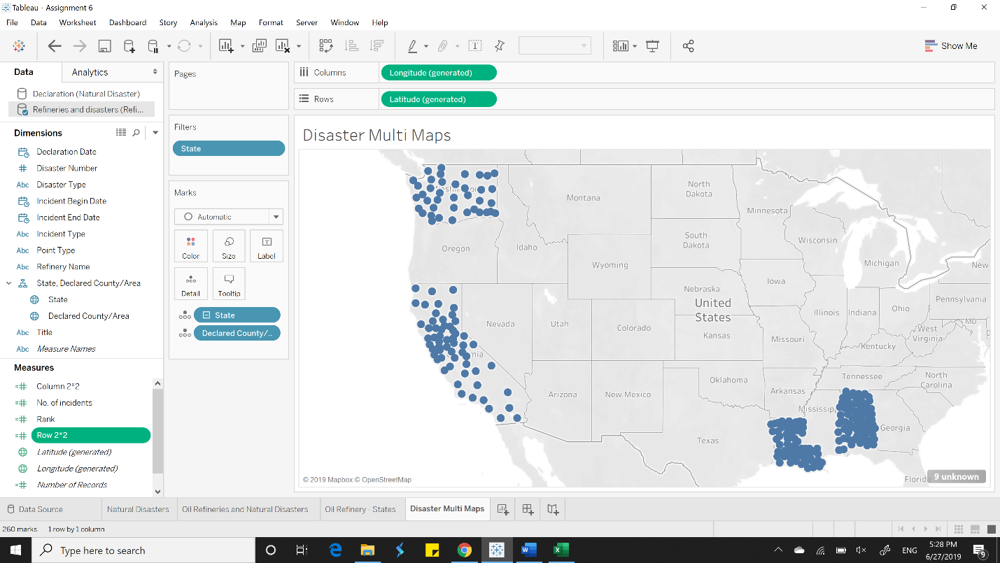 Tableau - Assignment 6
File Data Worksheet Dashboard Story Analysis Map Format Server Window Help
Show Me
Data
Analytics
Declaration (Natural Disaster)
Refineries and disasters (Refi...
Dimensions
Declaration Date
# Disaster Number
Abc Disaster Type
Incident Begin Date
Incident End Date
Abc Incident Type
Abc Point Type
Abc Refinery Name
State, Declared County/Area
State
Declared County/Area
Abc Title
Abc Measure Names
Measures
=# Column 2*2
=# No. of incidents
=# Rank
=# Row 2*2
Latitude (generated)
Longitude (generated)
=# Number of Records
Pages
Filters
State
Marks
Automatic
Color Size Label
Detail Tooltip
State
Declared County/..
Columns
Longitude (generated)
Rows
Latitude (generated)
Disaster Multi Maps
Montana
North
Dakota
Minnesota
Oregon
Idaho
South
Dakota
Wisconsin
Wyoming
Michigan
New
Iowa
Nebraska
United
States
Pennsylvania
Nevada
Utah
Colorado
Kansas
Missouri
Illinois
Indiana
Ohio
MD
West
Virginia
Kentucky
Arizona
New Mexico
Oklahoma
Arkansas
Tennessee
North
Carolina
Texas
Mississip
Georgia
Florid
© 2019 Mapbox © OpenStreetMap
9 unknown
Data Source
Natural Disasters
Oil Refineries and Natural Disasters
Oil Refinery - States
Disaster Multi Maps
260 marks 1 row by 1 column
Type here to search
ENG
5:28 PM
6/27/2019
9